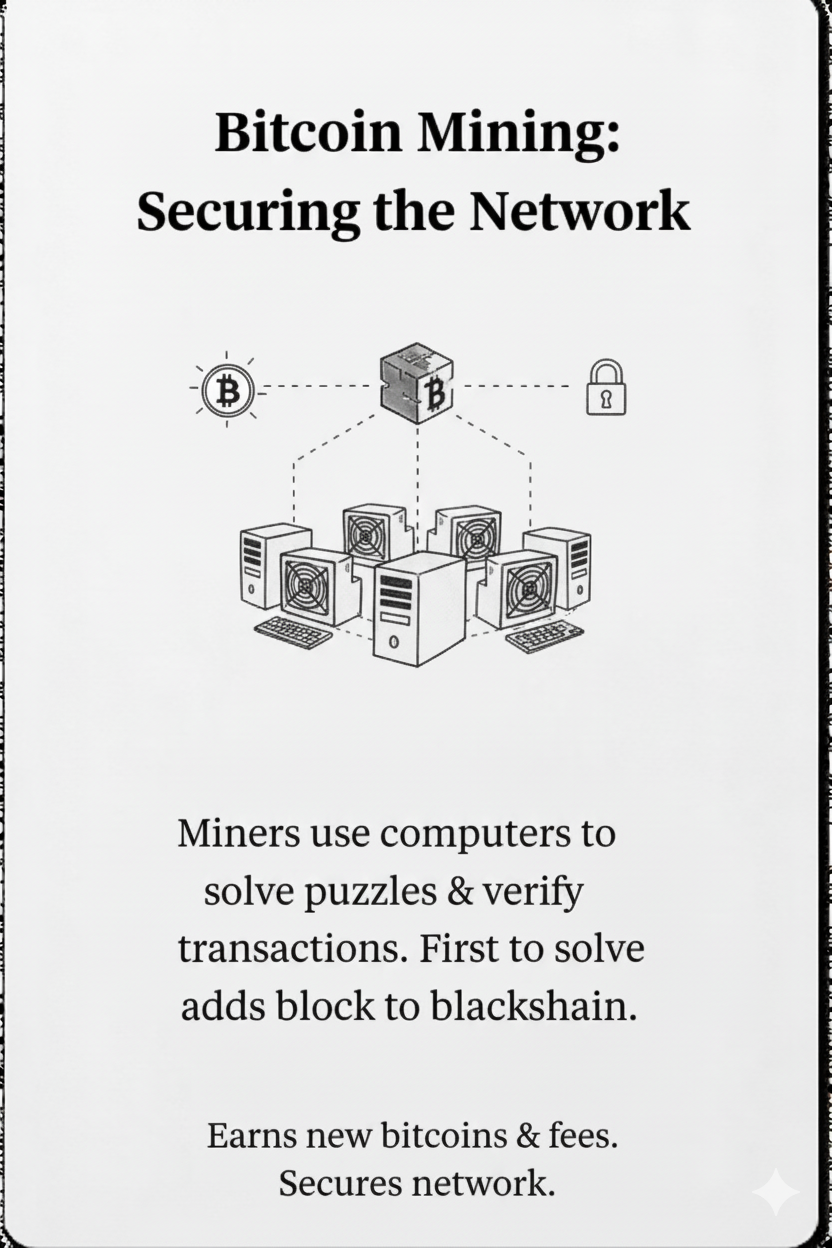 Bitcoin Mining:
Securing the Network
Miners use computers to
solve puzzles & verify
transactions. First to solve
adds block to blackshain.
Earns new bitcoins & fees.
Secures network.